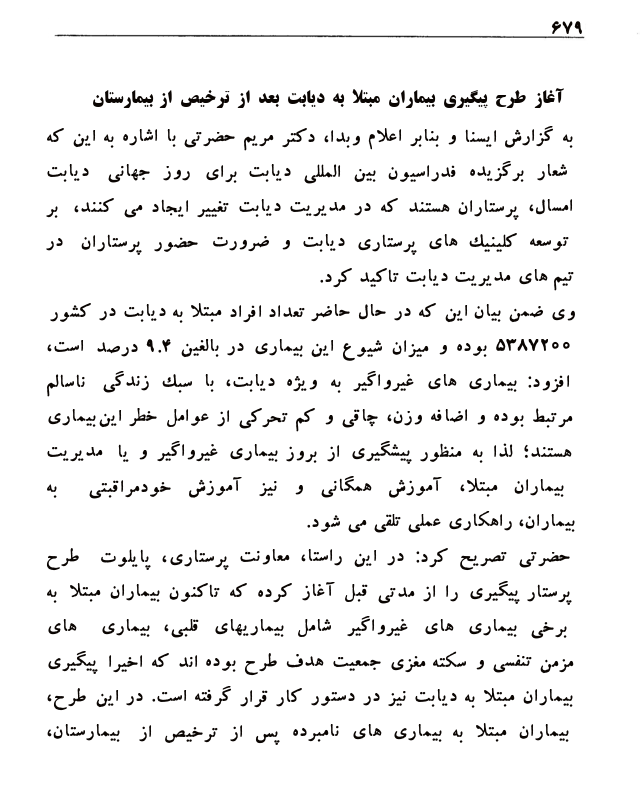 ۶۷۹
آغاز طرح پیگیری بیماران مبتلا به دیابت بعد از ترخیص از بیمارستان
به گزارش ایسنا و بنابر اعلام وبدا، دکتر مریم حضرتی با اشاره به این که
شعار برگزیده فدراسیون بین المللی دیابت برای روز جهانی دیابت
امسال، پرستاران هستند که در مدیریت دیابت تغییر ایجاد می کنند، بر
توسعه کلینیك های پرستاری دیابت و ضرورت حضور پرستاران در
تیم های مدیریت دیابت تاکید کرد.
وی ضمن بیان این که در حال حاضر تعداد افراد مبتلا به دیابت در کشور
۵۳۸۷۲۰۰ بوده و میزان شیوع این بیماری در بالغین ۹.۴ درصد است،
افزود: بیماری های غیرواگیر به ویژه دیابت، با سبك زندگی ناسالم
مرتبط بوده و اضافه وزن، چاقی و کم تحرکی از عوامل خطر این بیماری
هستند؛ لذا به منظور پیشگیری از بروز بیماری غیرواگیر و یا مدیریت
بیماران مبتلا، آموزش همگانی و نیز آموزش خودمراقبتی به
بیماران، راهکاری عملی تلقی می شود.
حضرتی تصریح کرد: در این راستا، معاونت پرستاری، پایلوت طرح
پرستار پیگیری را از مدتی قبل آغاز کرده که تاکنون بیماران مبتلا به
برخی بیماری های غیرواگیر شامل بیماریهای قلبی، بیماری های
مزمن تنفسی و سکته مغزی جمعیت هدف طرح بوده اند که اخیرا پیگیری
بیماران مبتلا به دیابت نیز در دستور کار قرار گرفته است. در این طرح،
بیماران مبتلا به بیماری های نامبرده پس از ترخیص از بیمارستان،